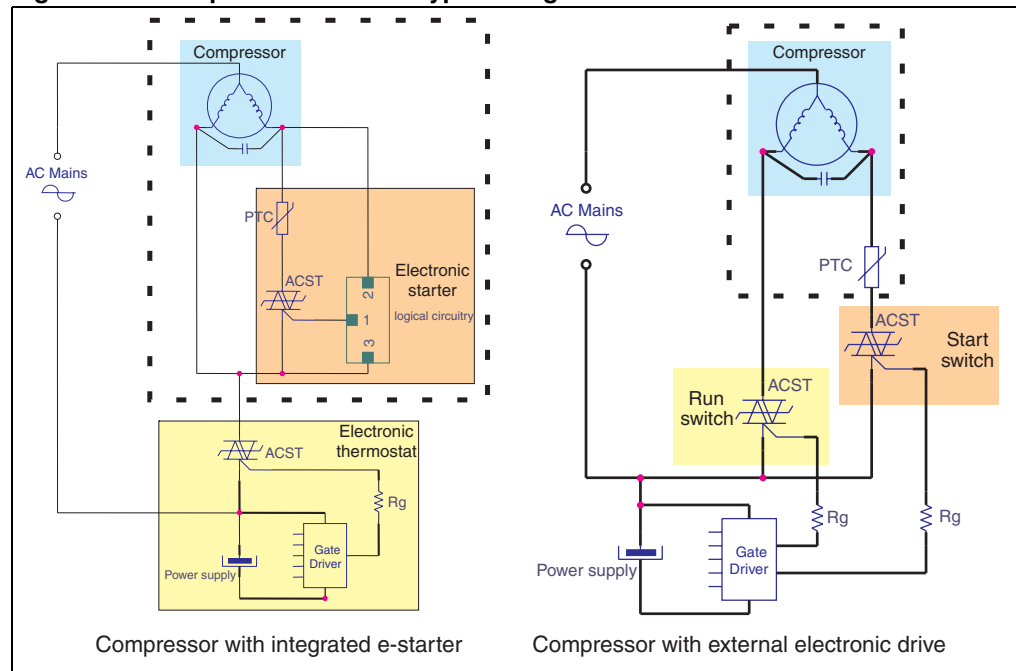 Compressor
AC Mains
PTC
ACST
Electronic
starter
logical circuitry
2
1
3
Electronic
thermostat
ACST
Rg
Gate
Driver
Power supply
Compressor with integrated e-starter
Compressor
AC Mains
PTC
ACST
Start
switch
ACST
Run
switch
Rg
Rg
Gate
Driver
Power supply
Compressor with external electronic drive